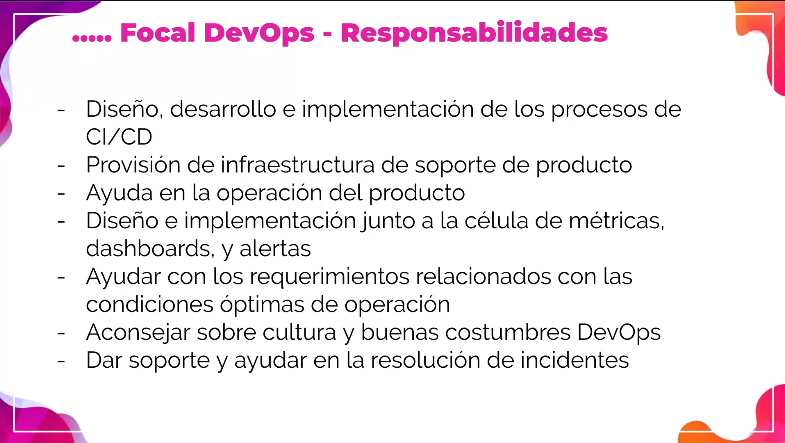 ..... Focal DevOps - Responsabilidades
- Diseño, desarrollo e implementación de los procesos de
CI/CD
- Provisión de infraestructura de soporte de producto
- Ayuda en la operación del producto
- Diseño e implementación junto a la célula de métricas,
dashboards, y alertas
- Ayudar con los requerimientos relacionados con las
condiciones óptimas de operación
- Aconsejar sobre cultura y buenas costumbres DevOps
- Dar soporte y ayudar en la resolución de incidentes